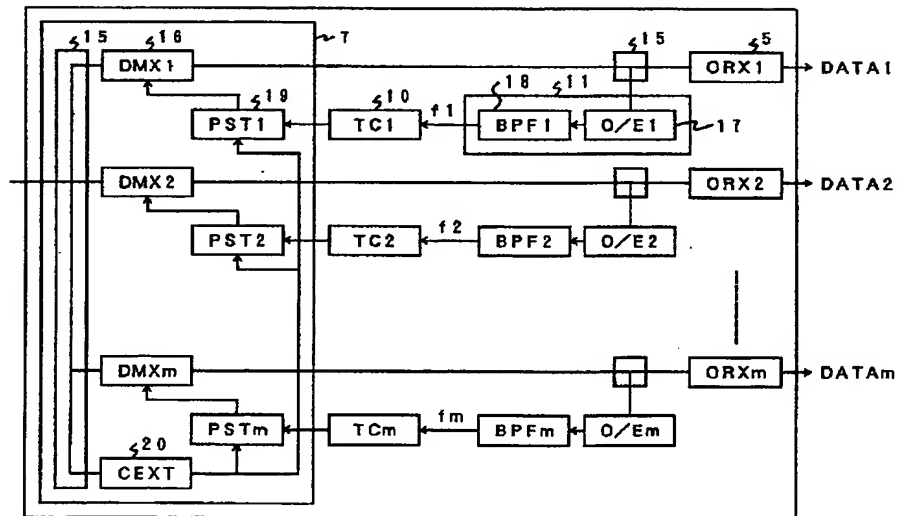 15 16 7 15 5
DMX1 ORX1 DATA1
19 10 18 11
PST1 TC1 f1 BPF1 O/E1 17
DMX2 ORX2 DATA2
PST2 TC2 f2 BPF2 O/E2
DMXm ORXm DATAm
PSTm TCm fm BPFm O/Em
20
CEXT